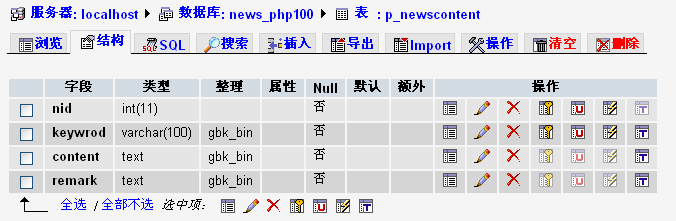 服务器: localhost 数据库: news_php100 表 : p_newscontent
浏览 结构 SQL 搜索 插入 导出 Import 操作 清空 删除
字段 类型 整理 属性 Null 默认 额外 操作
nid int(11) 否
keywrod varchar(100) gbk_bin 否
content text gbk_bin 否
remark text gbk_bin 否
全选 / 全部不选 选中项: